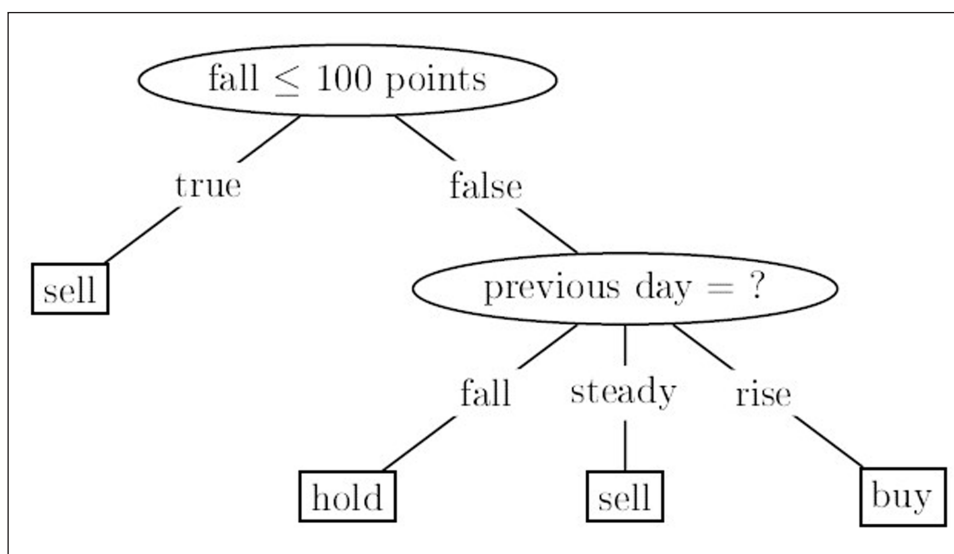 fall ≤ 100 points
true
false
sell
previous day = ?
fall
steady
rise
hold
sell
buy